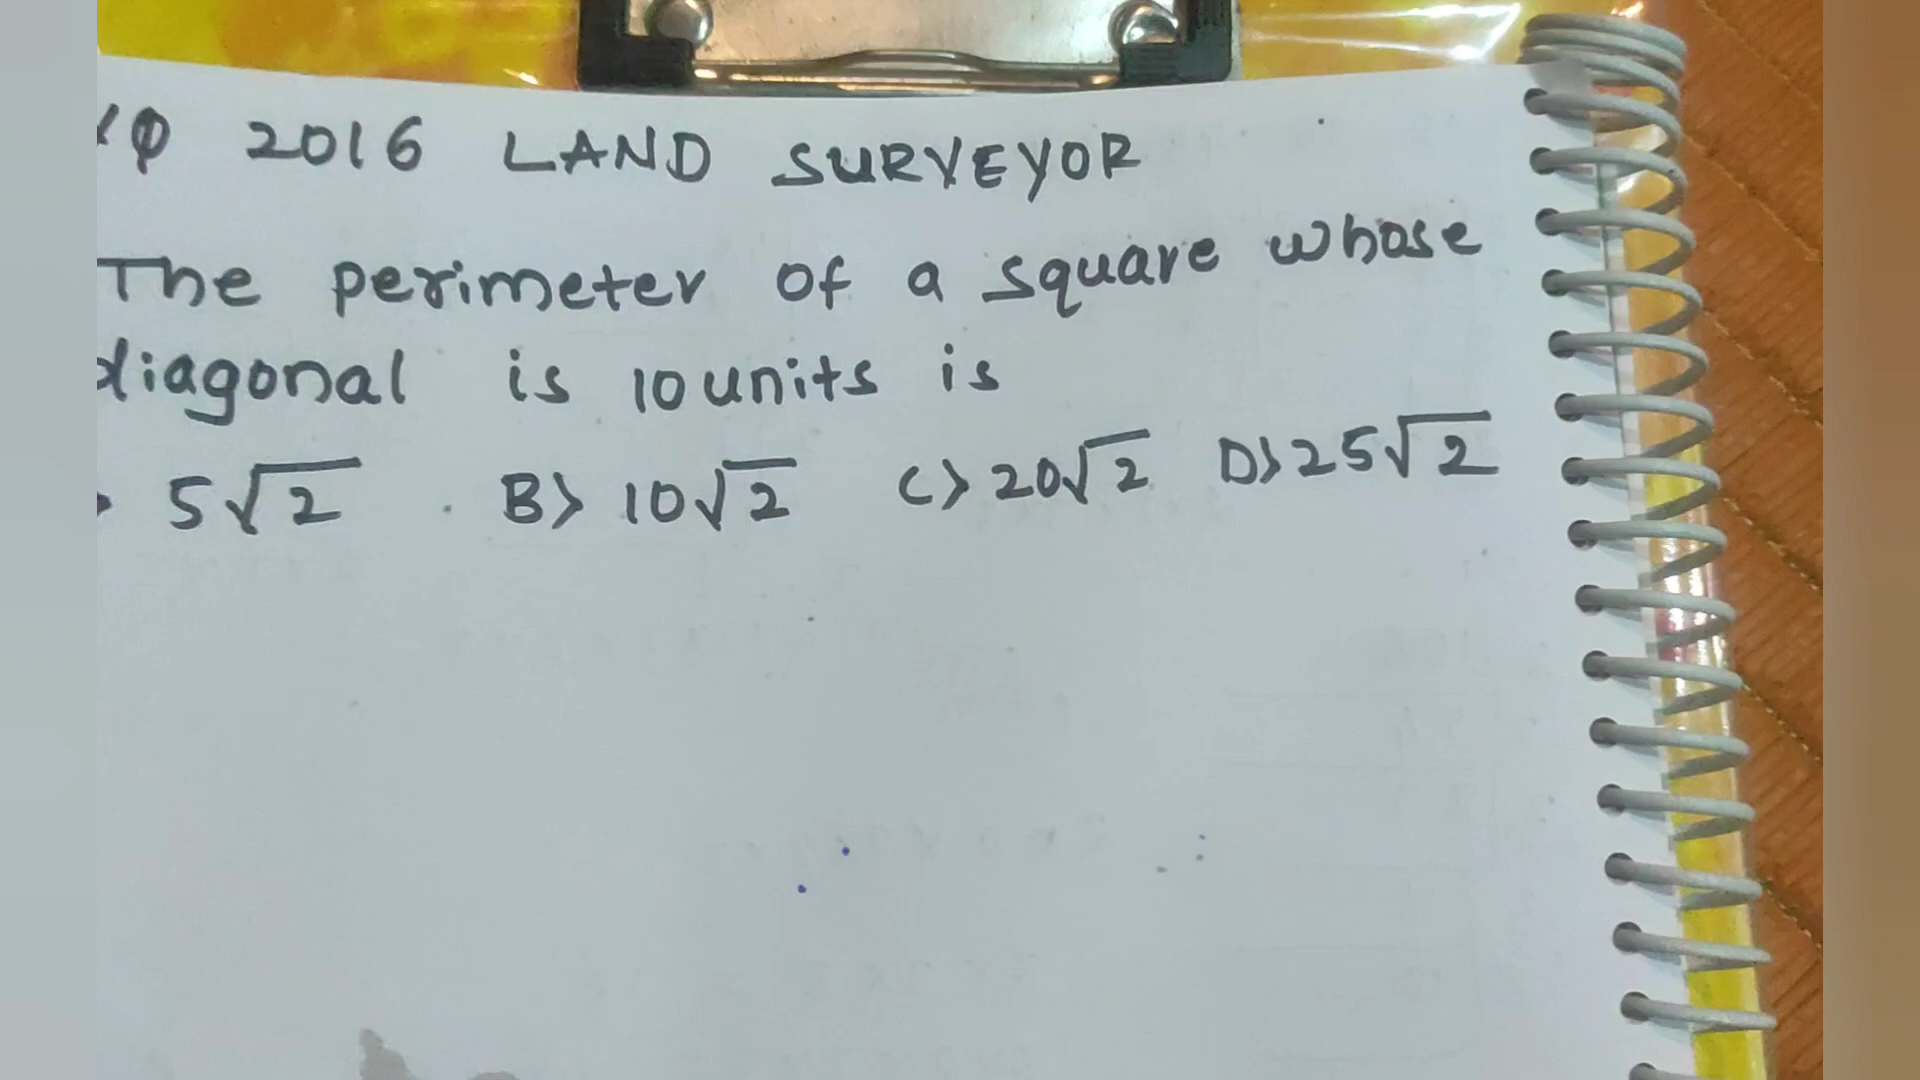 YQ 2016 LAND SURVEYOR
The perimeter of a square whose
diagonal is 10 units is
5√2 B> 10√2 C> 20√2 D> 25√2